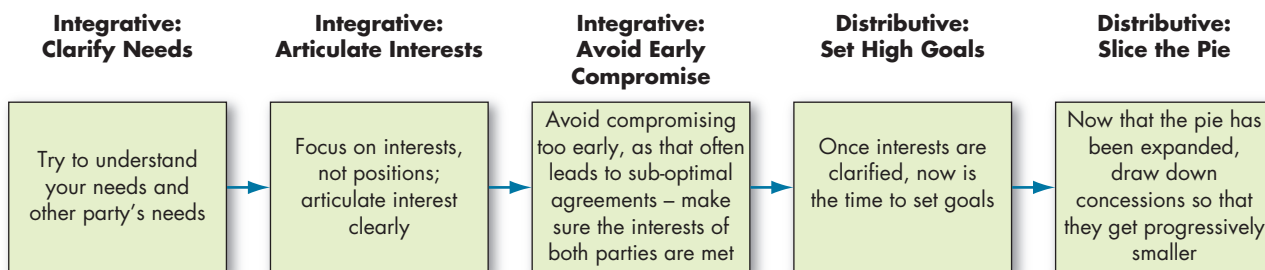 Integrative:
Clarify Needs
Integrative:
Articulate Interests
Integrative:
Avoid Early
Compromise
Distributive:
Set High Goals
Distributive:
Slice the Pie
Try to understand
your needs and
other party's needs
Focus on interests,
not positions;
articulate interest
clearly
Avoid compromising
too early, as that often
leads to sub-optimal
agreements – make
sure the interests of
both parties are met
Once interests are
clarified, now is
the time to set goals
Now that the pie has
been expanded,
draw down
concessions so that
they get progressively
smaller